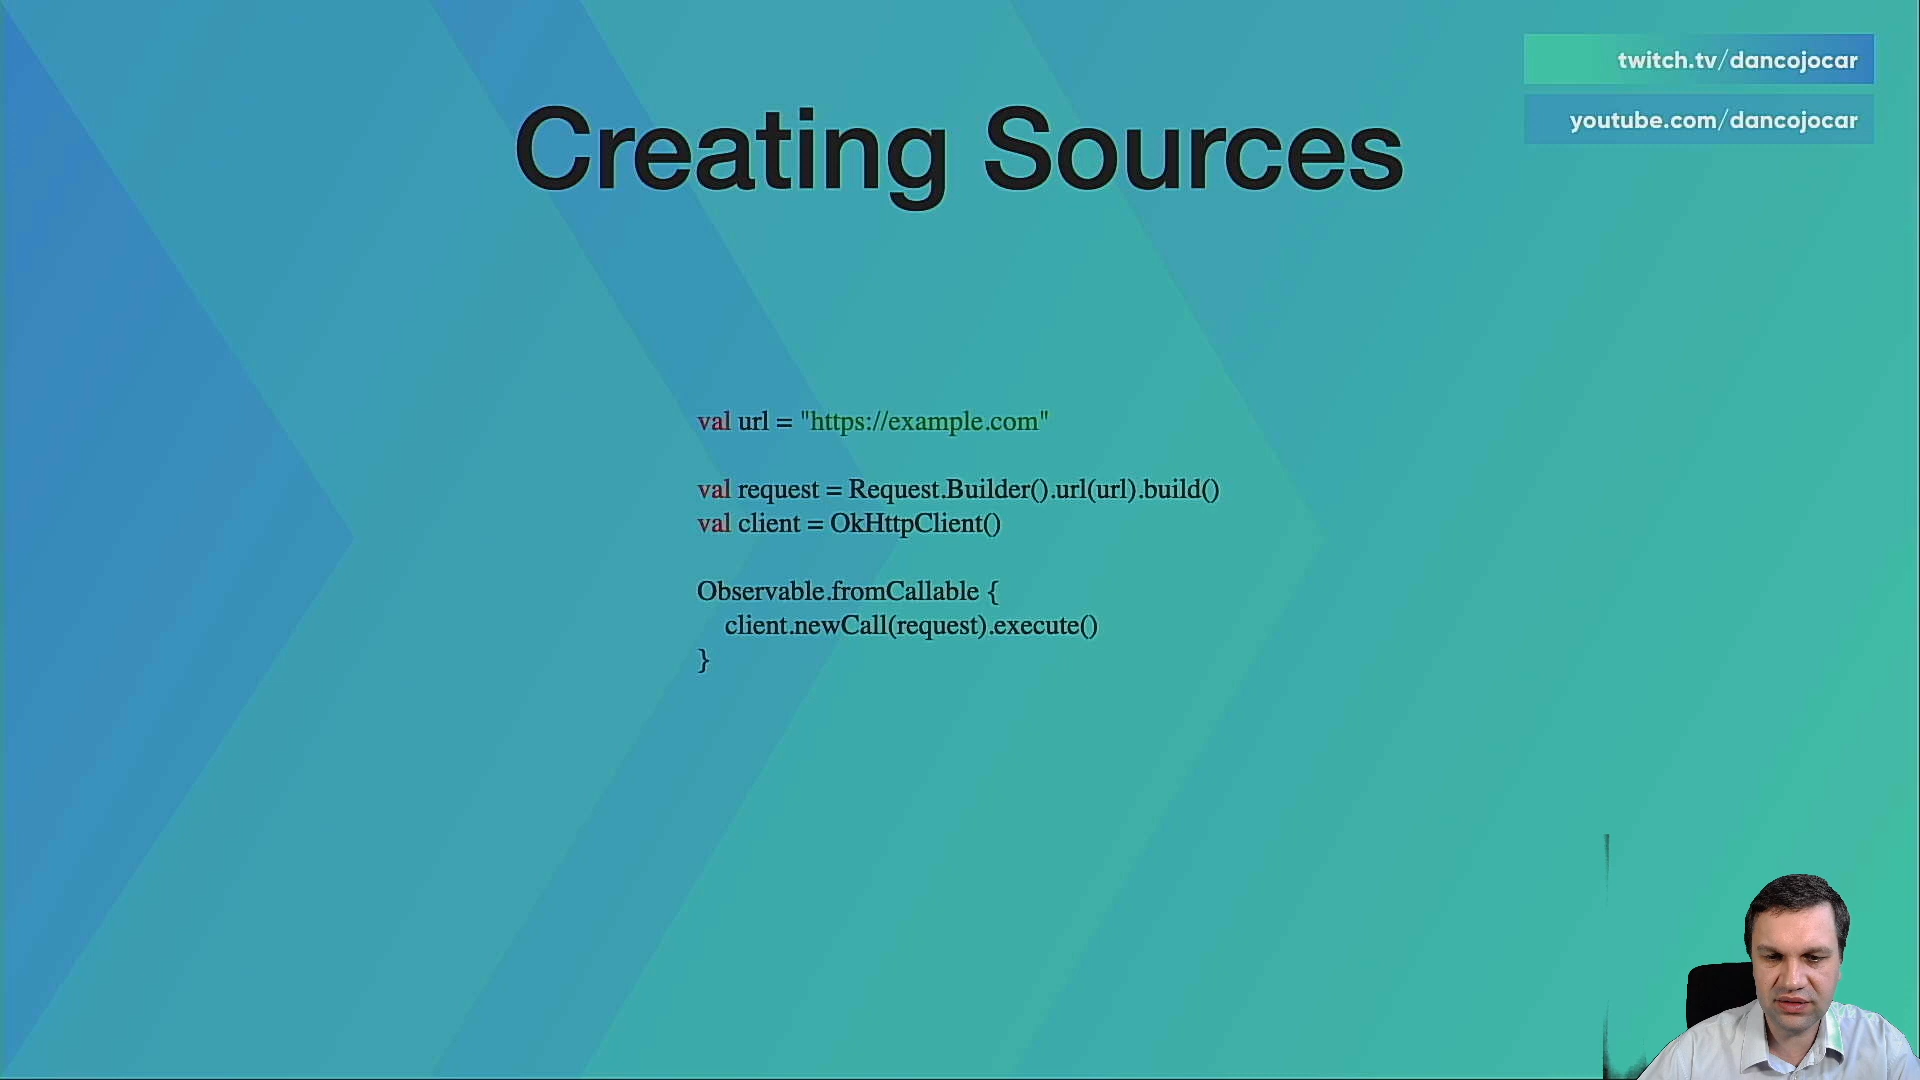 twitch.tv/dancojocar
youtube.com/dancojocar
Creating Sources
val url = "https://example.com"
val request = Request.Builder().url(url).build()
val client = OkHttpClient()
Observable.fromCallable {
client.newCall(request).execute()
}